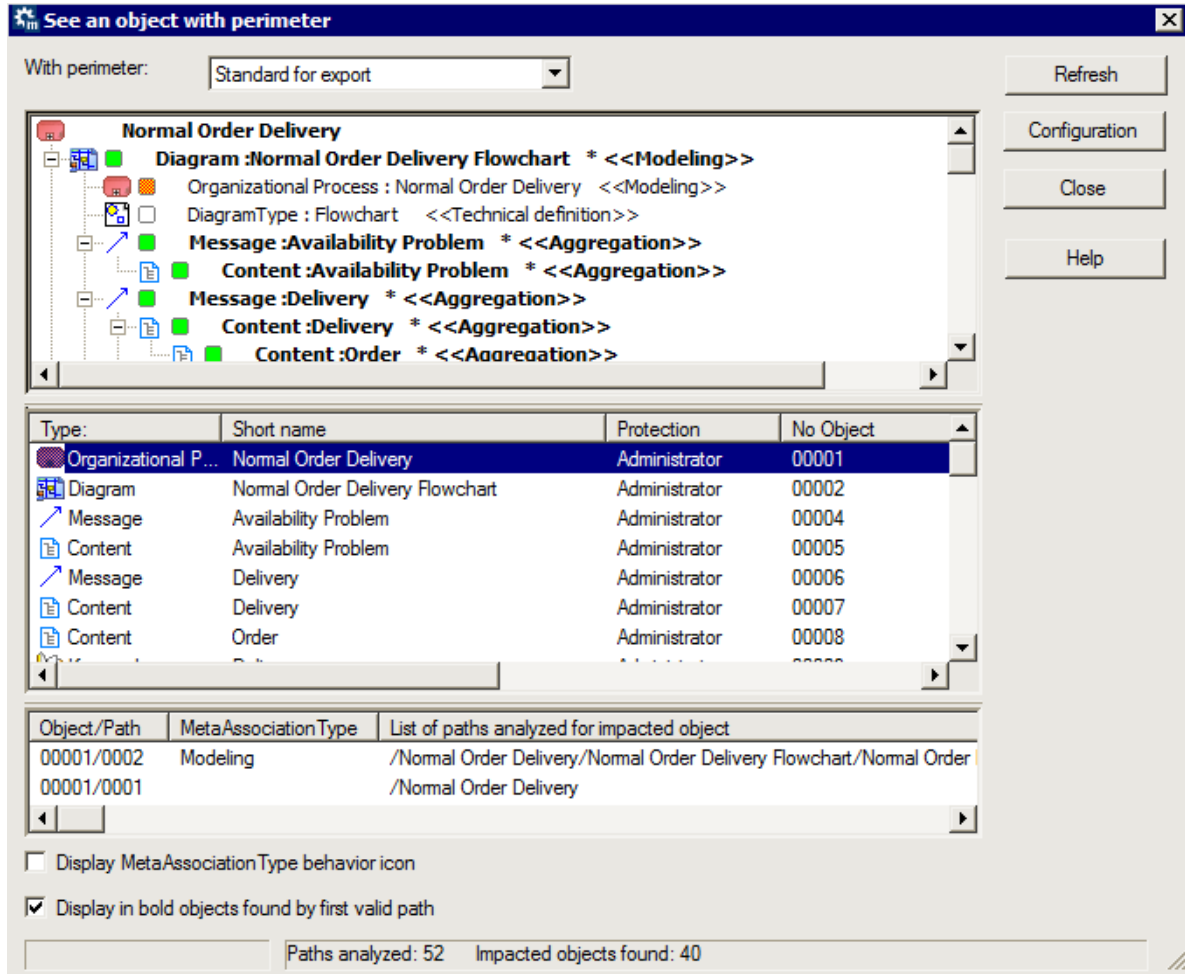 See an object with perimeter
With perimeter: Standard for export
Refresh
Configuration
Close
Help
Normal Order Delivery
Diagram :Normal Order Delivery Flowchart * <<Modeling>>
Organizational Process : Normal Order Delivery <<Modeling>>
DiagramType : Flowchart <<Technical definition>>
Message :Availability Problem * <<Aggregation>>
Content :Availability Problem * <<Aggregation>>
Message :Delivery * <<Aggregation>>
Content :Delivery * <<Aggregation>>
Content :Order * <<Aggregation>>
Type: Short name Protection No Object
Organizational P... Normal Order Delivery Administrator 00001
Diagram Normal Order Delivery Flowchart Administrator 00002
Message Availability Problem Administrator 00004
Content Availability Problem Administrator 00005
Message Delivery Administrator 00006
Content Delivery Administrator 00007
Content Order Administrator 00008
Object/Path MetaAssociationType List of paths analyzed for impacted object
00001/0002 Modeling /Normal Order Delivery/Normal Order Delivery Flowchart/Normal Order
00001/0001 /Normal Order Delivery
Display MetaAssociationType behavior icon
Display in bold objects found by first valid path
Paths analyzed: 52 Impacted objects found: 40